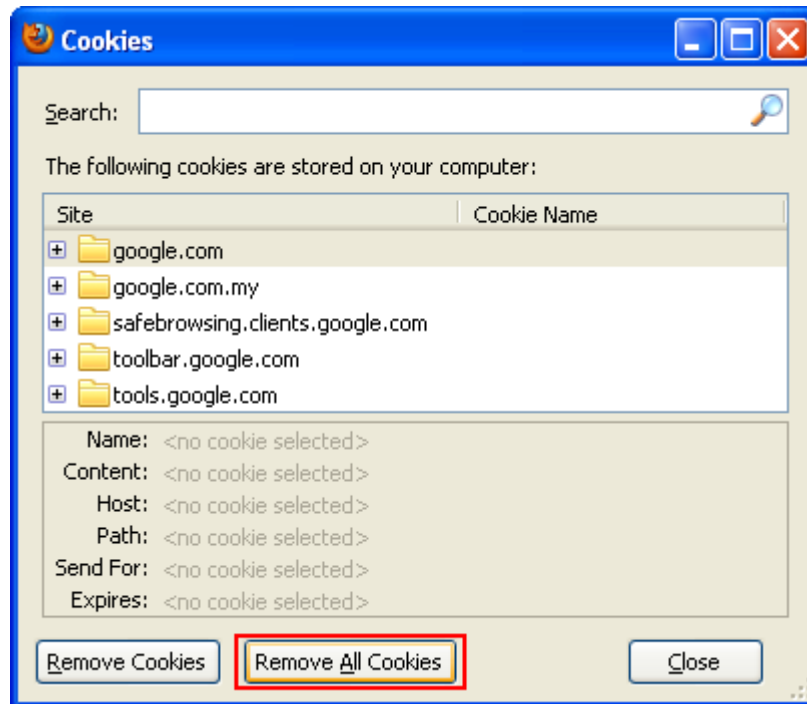 Cookies
Search:
The following cookies are stored on your computer:
Site Cookie Name
google.com
google.com.my
safebrowsing.clients.google.com
toolbar.google.com
tools.google.com
Name: <no cookie selected>
Content: <no cookie selected>
Host: <no cookie selected>
Path: <no cookie selected>
Send For: <no cookie selected>
Expires: <no cookie selected>
Remove Cookies Remove All Cookies Close